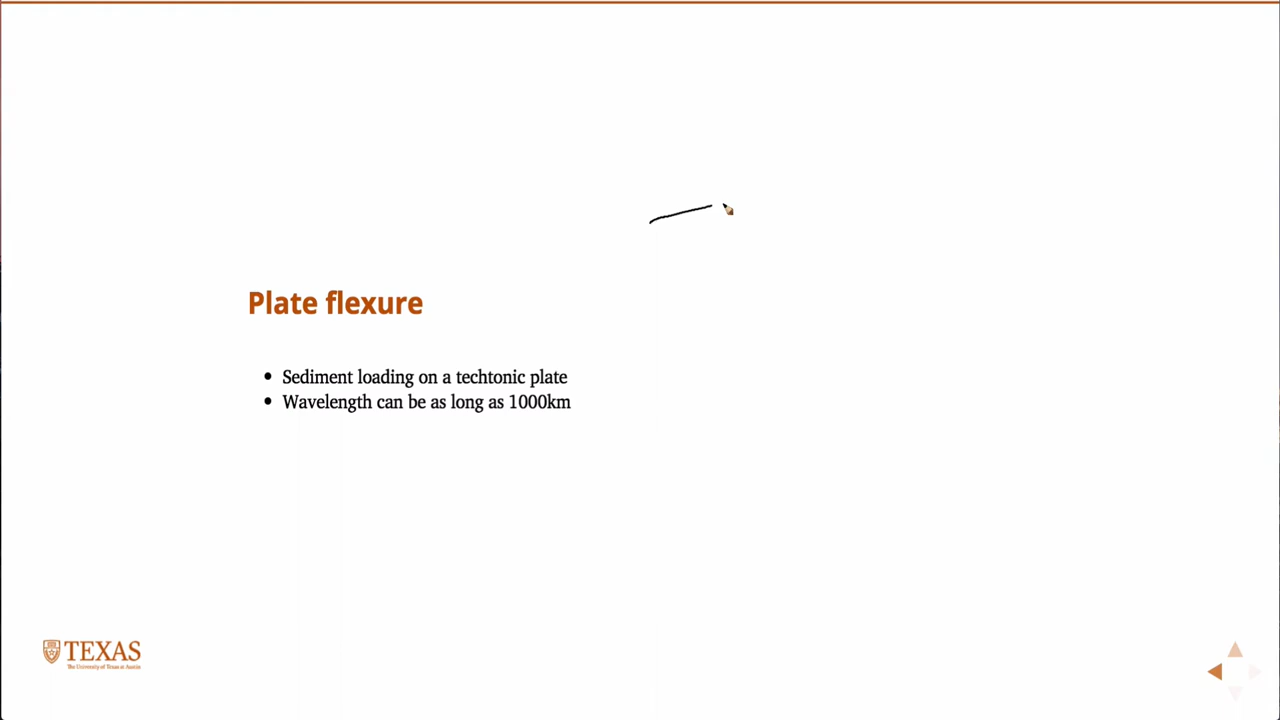 Plate flexure
• Sediment loading on a techtonic plate
• Wavelength can be as long as 1000km
TEXAS
The University of Texas at Austin